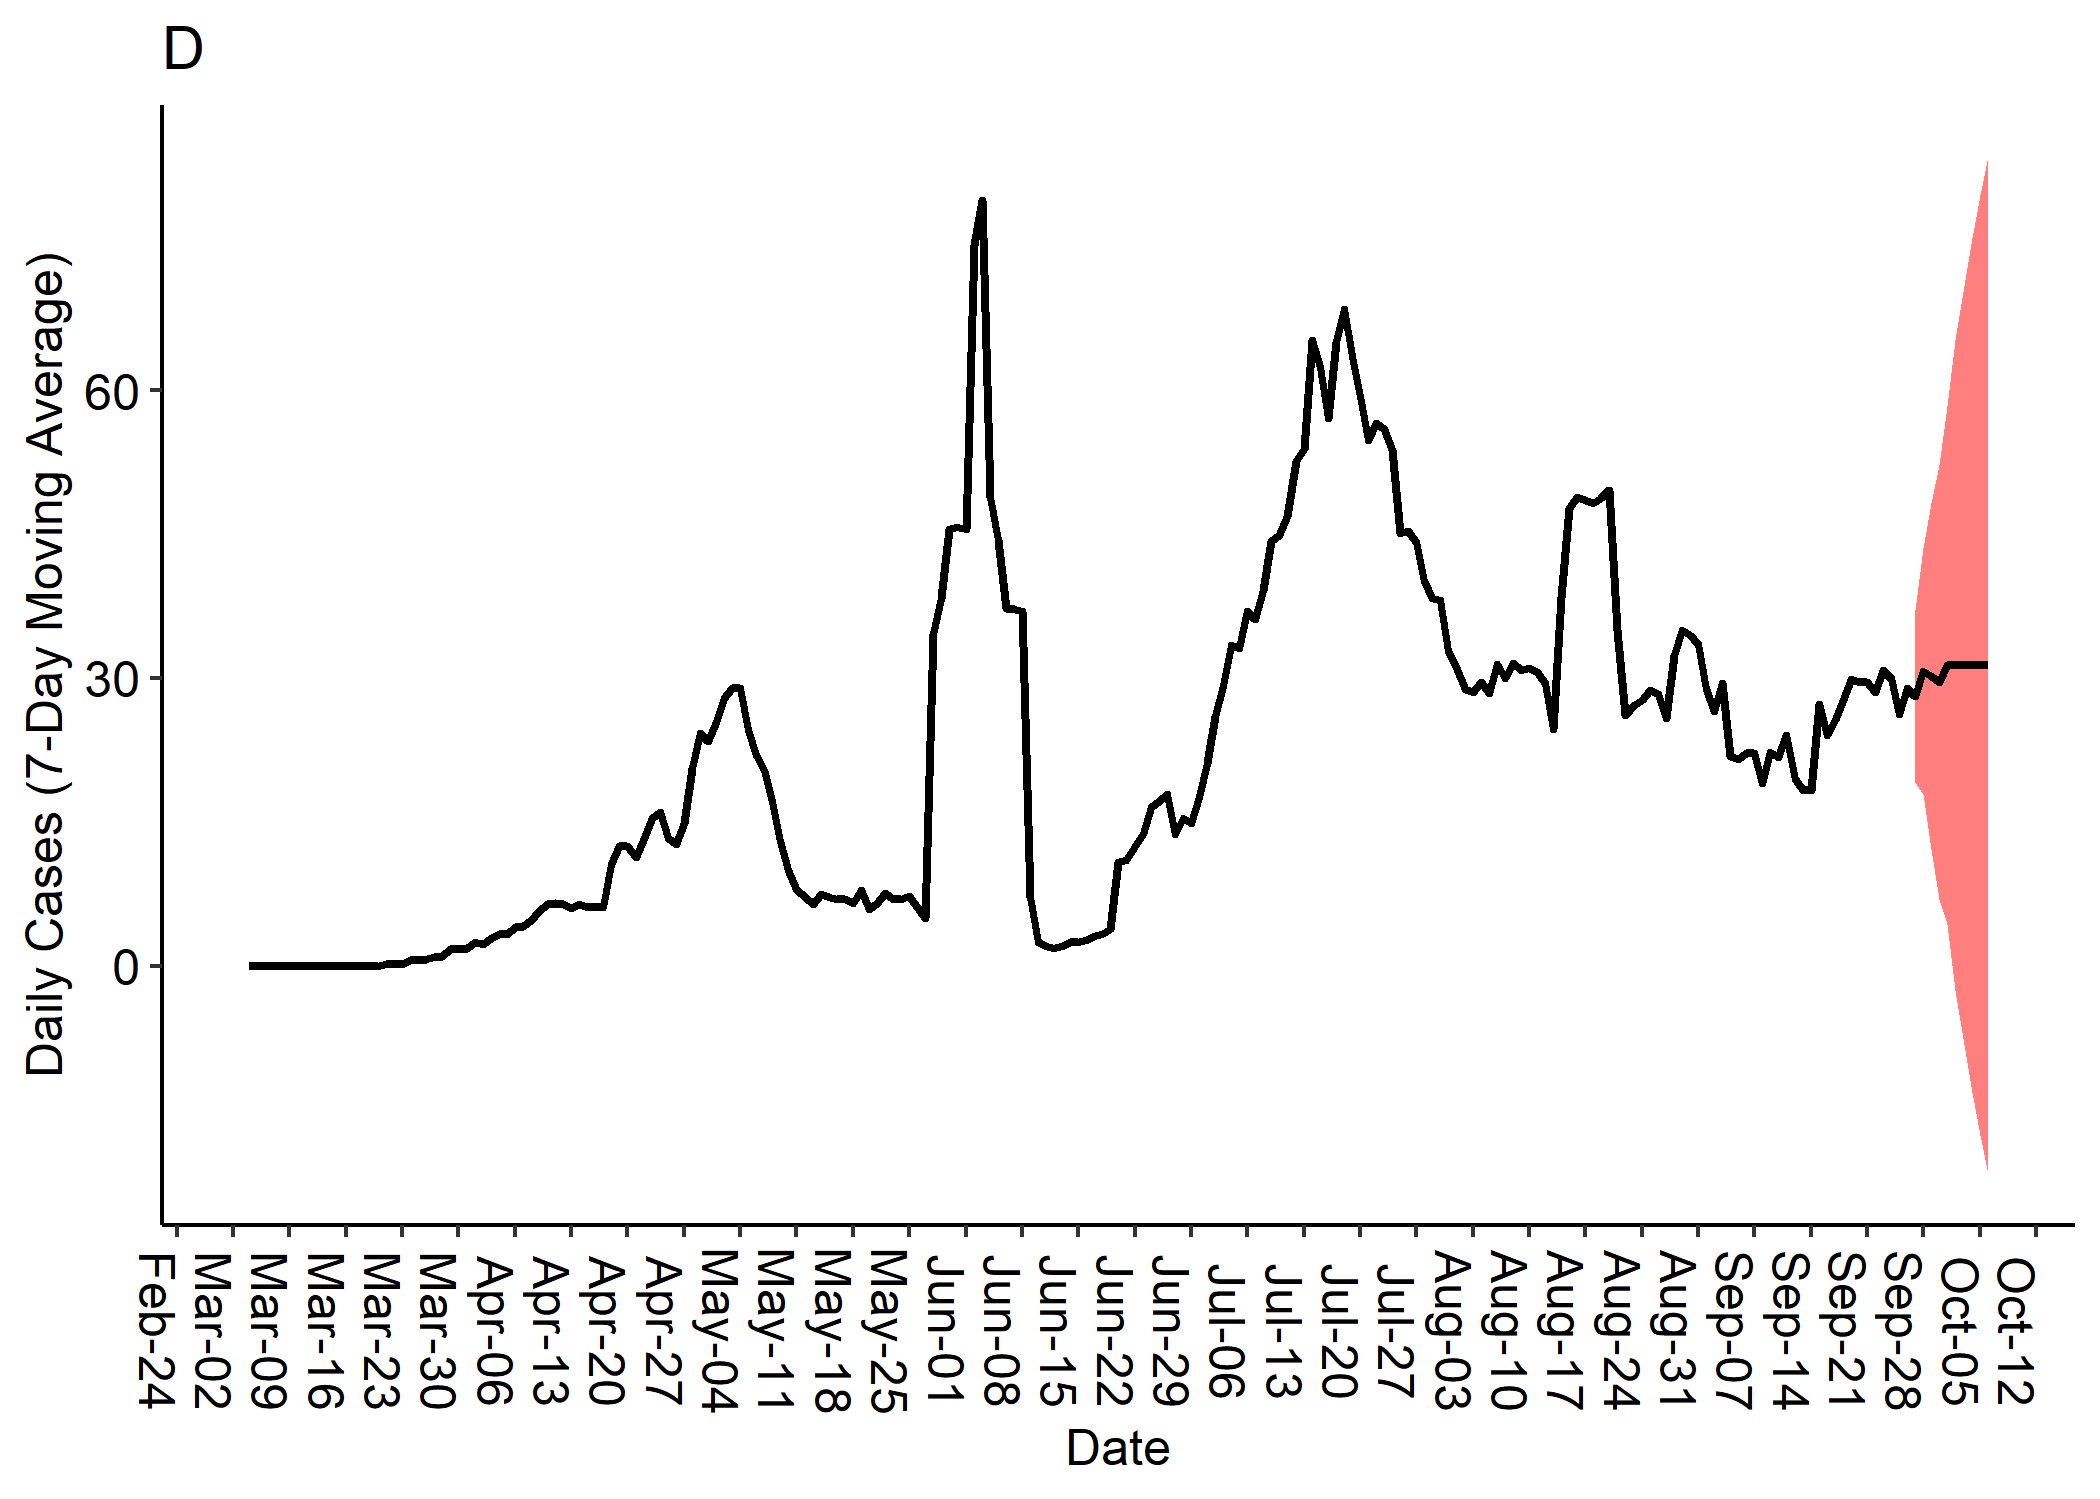 D
Daily Cases (7-Day Moving Average)
60
30
0
Feb-24
Mar-02
Mar-09
Mar-16
Mar-23
Mar-30
Apr-06
Apr-13
Apr-20
Apr-27
May-04
May-11
May-18
May-25
Jun-01
Jun-08
Jun-15
Jun-22
Jun-29
Jul-06
Jul-13
Jul-20
Jul-27
Aug-03
Aug-10
Aug-17
Aug-24
Aug-31
Sep-07
Sep-14
Sep-21
Sep-28
Oct-05
Oct-12
Date